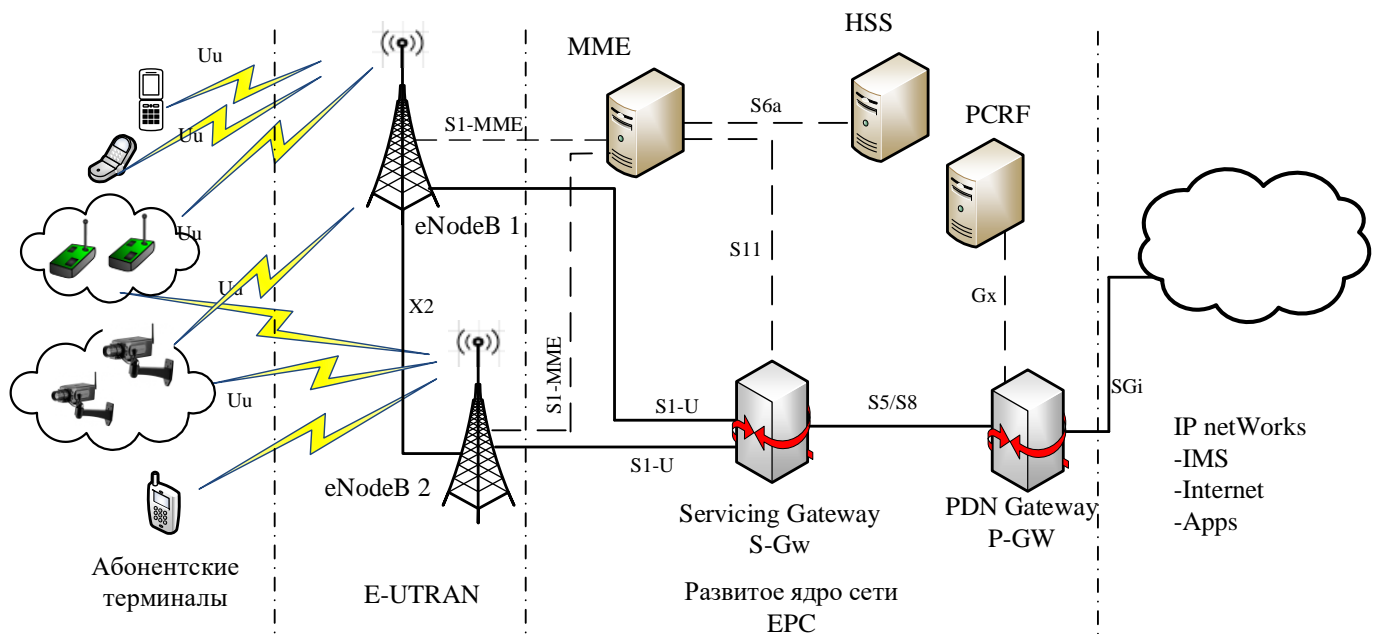 HSS
MME
Uu
S6a
PCRF
S1-MME
Uu
eNodeB 1
Uu
S11
Uu
Gx
X2
S1-MME
SGi
Uu
S1-U
S5/S8
IP netWorks
-IMS
-Internet
-Apps
S1-U
eNodeB 2
Servicing Gateway
S-Gw
PDN Gateway
P-GW
Абонентские
терминалы
E-UTRAN
Развитое ядро сети
EPC